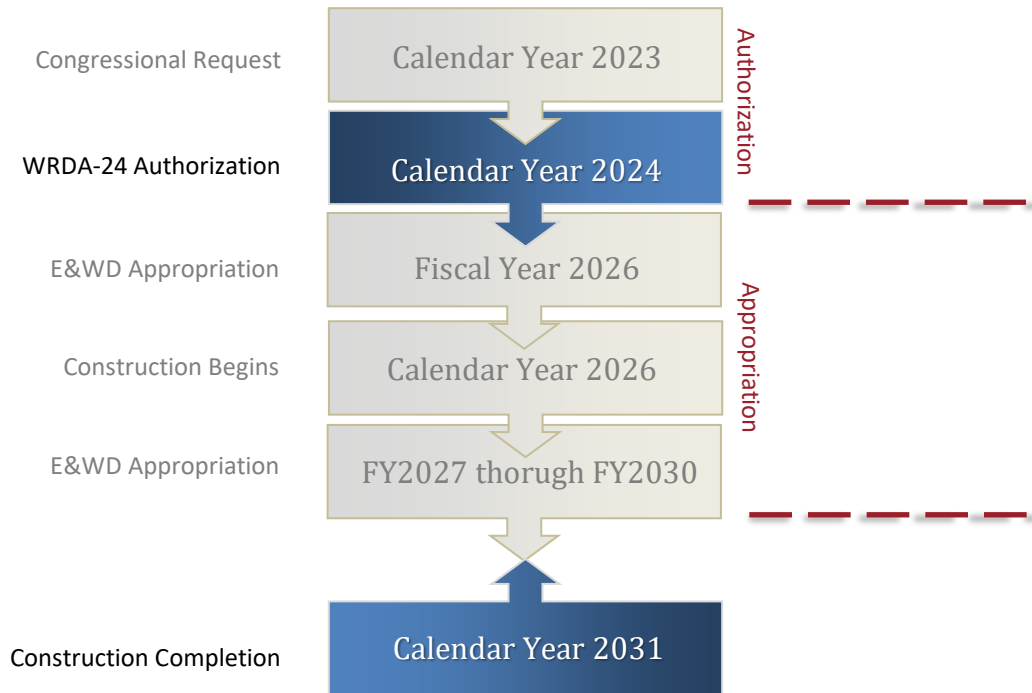 Congressional Request
Calendar Year 2023
Authorization
WRDA-24 Authorization
Calendar Year 2024
E&WD Appropriation
Fiscal Year 2026
Appropriation
Construction Begins
Calendar Year 2026
E&WD Appropriation
FY2027 thorugh FY2030
Construction Completion
Calendar Year 2031